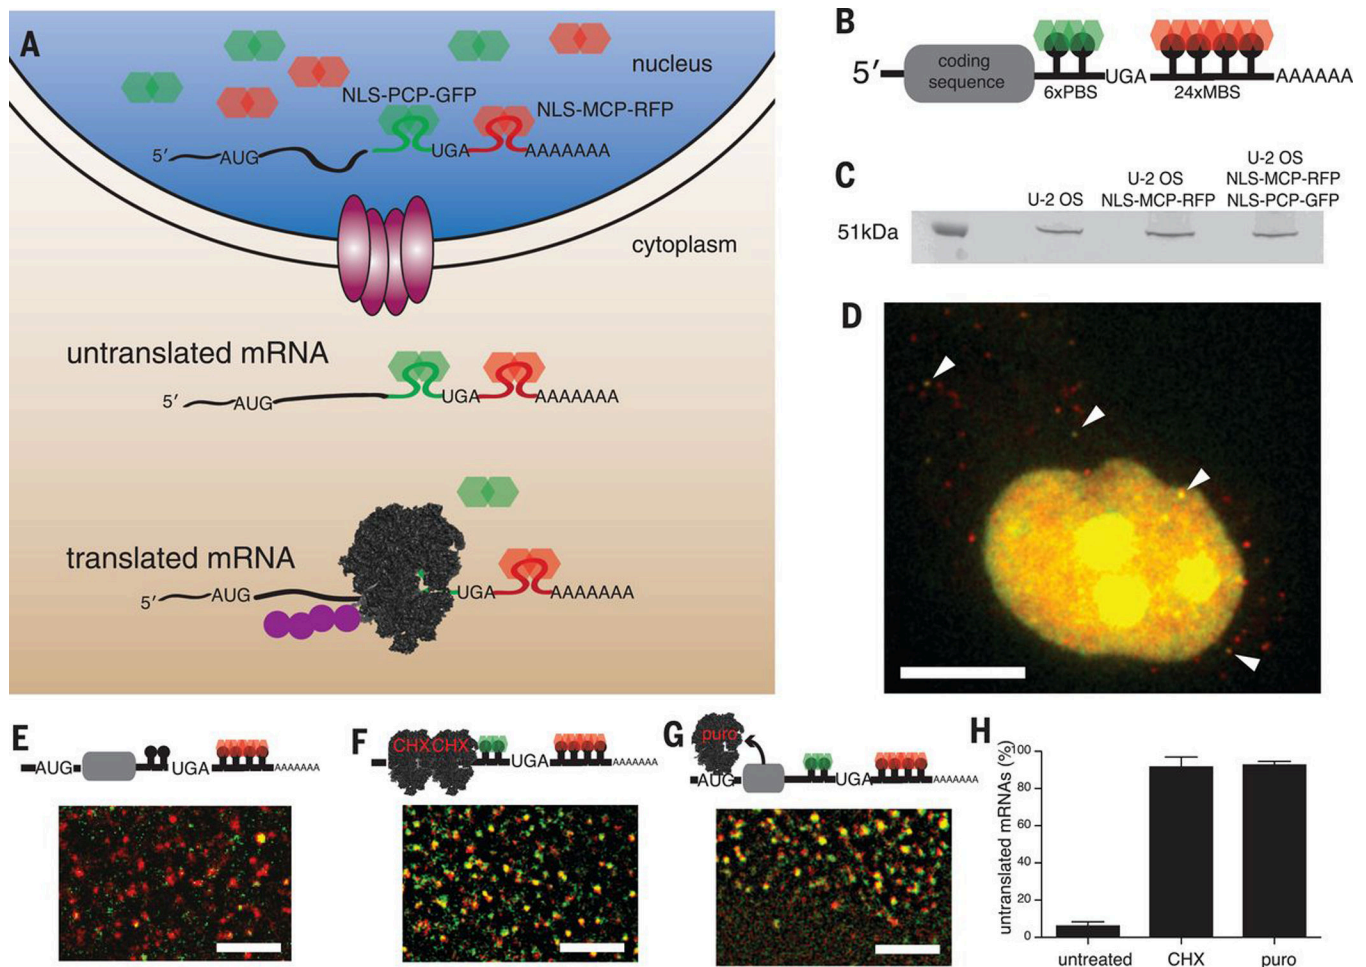 A
nucleus
NLS-PCP-GFP
NLS-MCP-RFP
5′ AUG UGA AAAAAAA
cytoplasm
untranslated mRNA
5′ AUG UGA AAAAAAA
translated mRNA
5′ AUG UGA AAAAAAA
B
5′ coding sequence UGA AAAAAA
6xPBS 24xMBS
C
U-2 OS
U-2 OS
NLS-MCP-RFP
U-2 OS
NLS-MCP-RFP
NLS-PCP-GFP
51kDa
D
E
AUG UGA AAAAAAA
F
CHX CHX UGA AAAAAAA
G
puro
AUG UGA AAAAAAA
H
untranslated mRNAs (%)
100
80
60
40
20
0
untreated CHX puro